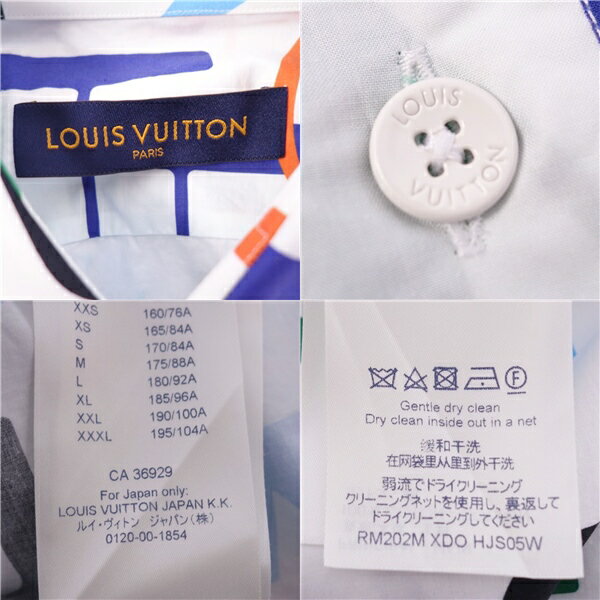 LOUIS VUITTON
PARIS
LOUIS
VUITTON
XXS 160/76A
XS 165/84A
S 170/84A
M 175/88A
L 180/92A
XL 185/96A
XXL 190/100A
XXXL 195/104A
CA 36929
For Japan only:
LOUIS VUITTON JAPAN K.K.
ルイ・ヴィトン ジャパン(株)
0120-00-1854
F
Gentle dry clean
Dry clean inside out in a net
缓和干洗
在网袋里从里到外干洗
弱流でドライクリーニング
クリーニングネットを使用し、裏返して
ドライクリーニングしてください
RM202M XDO HJS05W